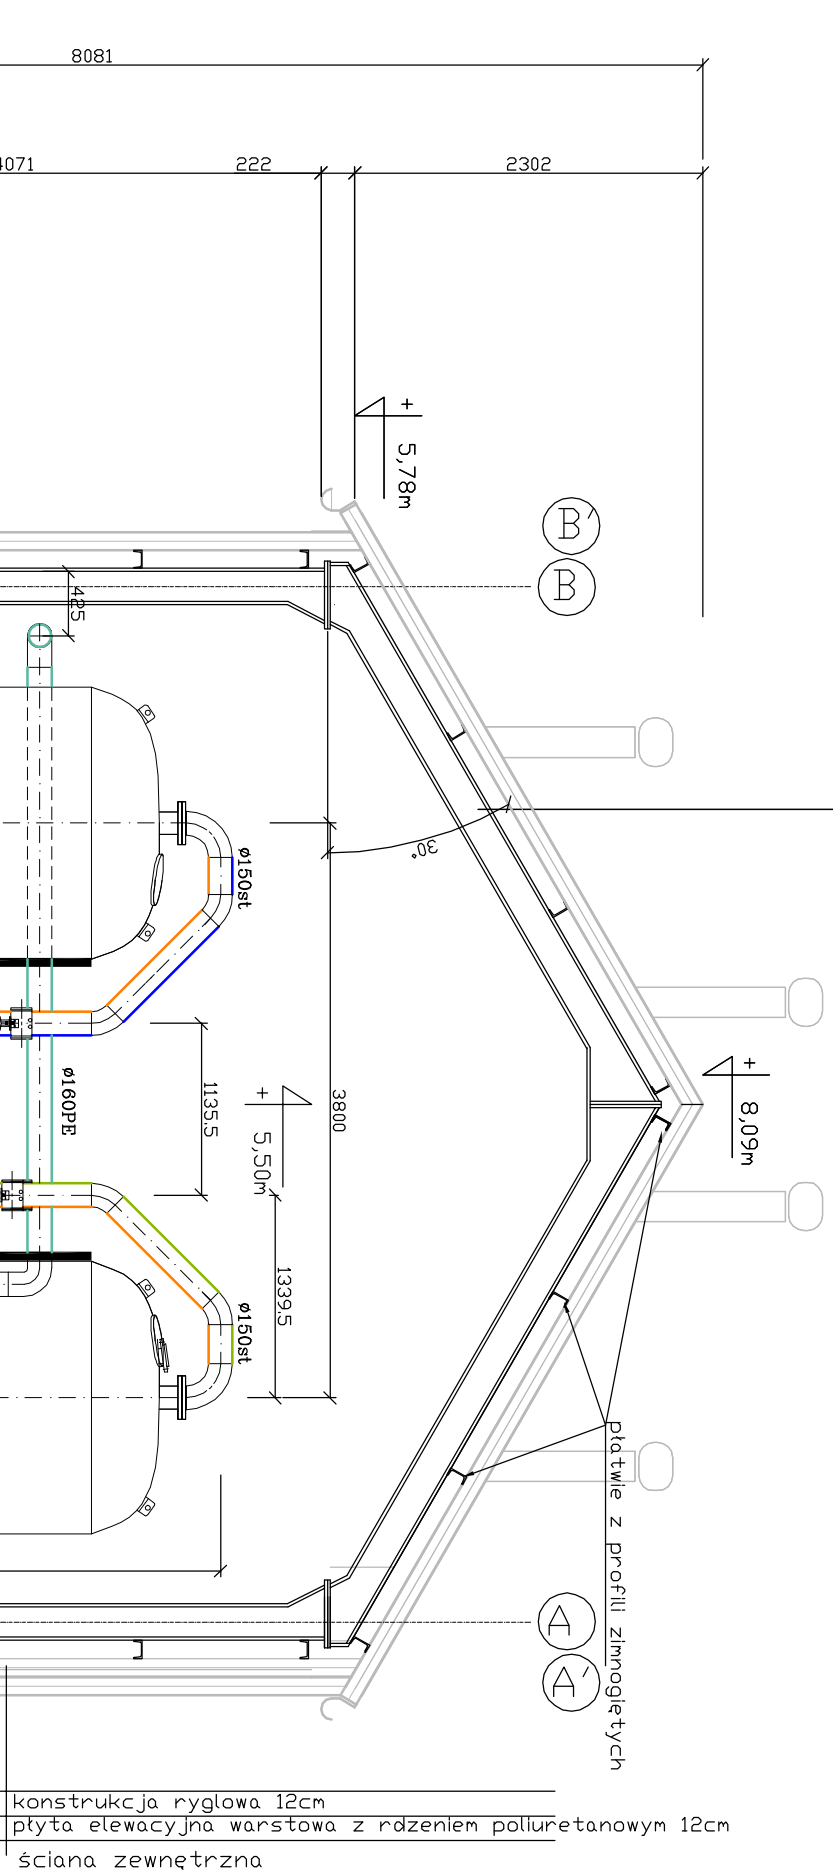 8081
4071
222
2302
+
5,78m
B'
B
425
30°
ø150st
+
8,09m
ø160PE
1135.5
+
5,50m
3800
1339.5
ø150st
płatwie z profili zimnogiętych
A
A'
konstrukcja ryglowa 12cm
płyta elewacyjna warstwowa z rdzeniem poliuretanowym 12cm
ściana zewnętrzna